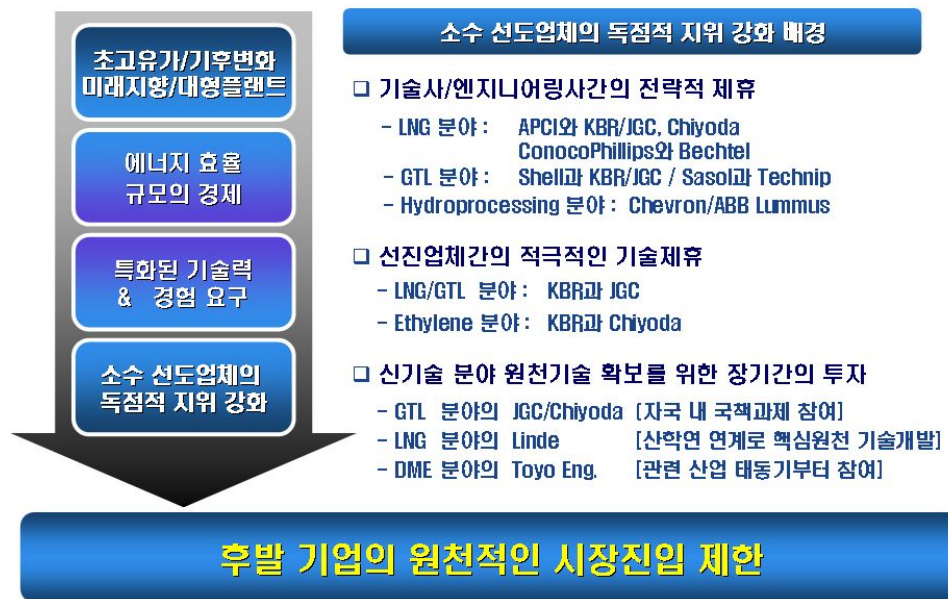 초고유가/기후변화
미래지향/대형플랜트
에너지 효율
규모의 경제
특화된 기술력
& 경험 요구
소수 선도업체의
독점적 지위 강화
소수 선도업체의 독점적 지위 강화 배경
❑ 기술사/엔지니어링사간의 전략적 제휴
- LNG 분야 : APCI와 KBR/JGC, Chiyoda
ConocoPhillips와 Bechtel
- GTL 분야 : Shell과 KBR/JGC / Sasol과 Technip
- Hydroprocessing 분야 : Chevron/ABB Lummus
❑ 선진업체간의 적극적인 기술제휴
- LNG/GTL 분야 : KBR과 JGC
- Ethylene 분야 : KBR과 Chiyoda
❑ 신기술 분야 원천기술 확보를 위한 장기간의 투자
- GTL 분야의 JGC/Chiyoda [자국 내 국책과제 참여]
- LNG 분야의 Linde [산학연 연계로 핵심원천 기술개발]
- DME 분야의 Toyo Eng. [관련 산업 태동기부터 참여]
후발 기업의 원천적인 시장진입 제한